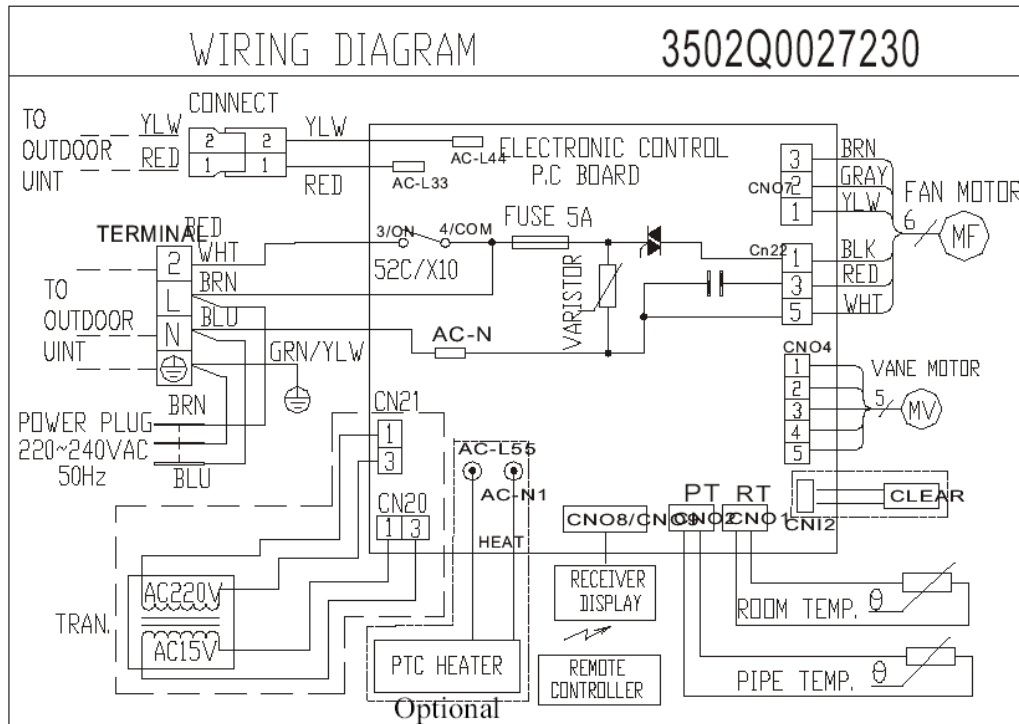 WIRING DIAGRAM 3502Q0027230
CONNECT
TO
OUTDOOR
UINT
YLW
RED
2 2
1 1
YLW
RED
AC-L44
AC-L33
ELECTRONIC CONTROL
P.C BOARD
FUSE 5A
3/ON
4/COM
52C/X10
VARISTOR
AC-N
TERMINAL
RED
WHT
BRN
BLU
GRN/YLW
2
L
N
TO
OUTDOOR
UINT
POWER PLUG
220~240VAC
50Hz
BRN
BLU
CNO7
3
2
1
BRN
GRAY
YLW
FAN MOTOR
6
MF
Cn22
1
3
5
BLK
RED
WHT
CNO4
1
2
3
4
5
VANE MOTOR
5
MV
CLEAR
CNI2
CN21
1
3
CN20
1 3
TRAN.
AC220V
AC15V
AC-L55
AC-N1
HEAT
PTC HEATER
Optional
CNO8/CNO9
RECEIVER
DISPLAY
REMOTE
CONTROLLER
PT
CNO2
RT
CNO1
ROOM TEMP. θ
PIPE TEMP. θ